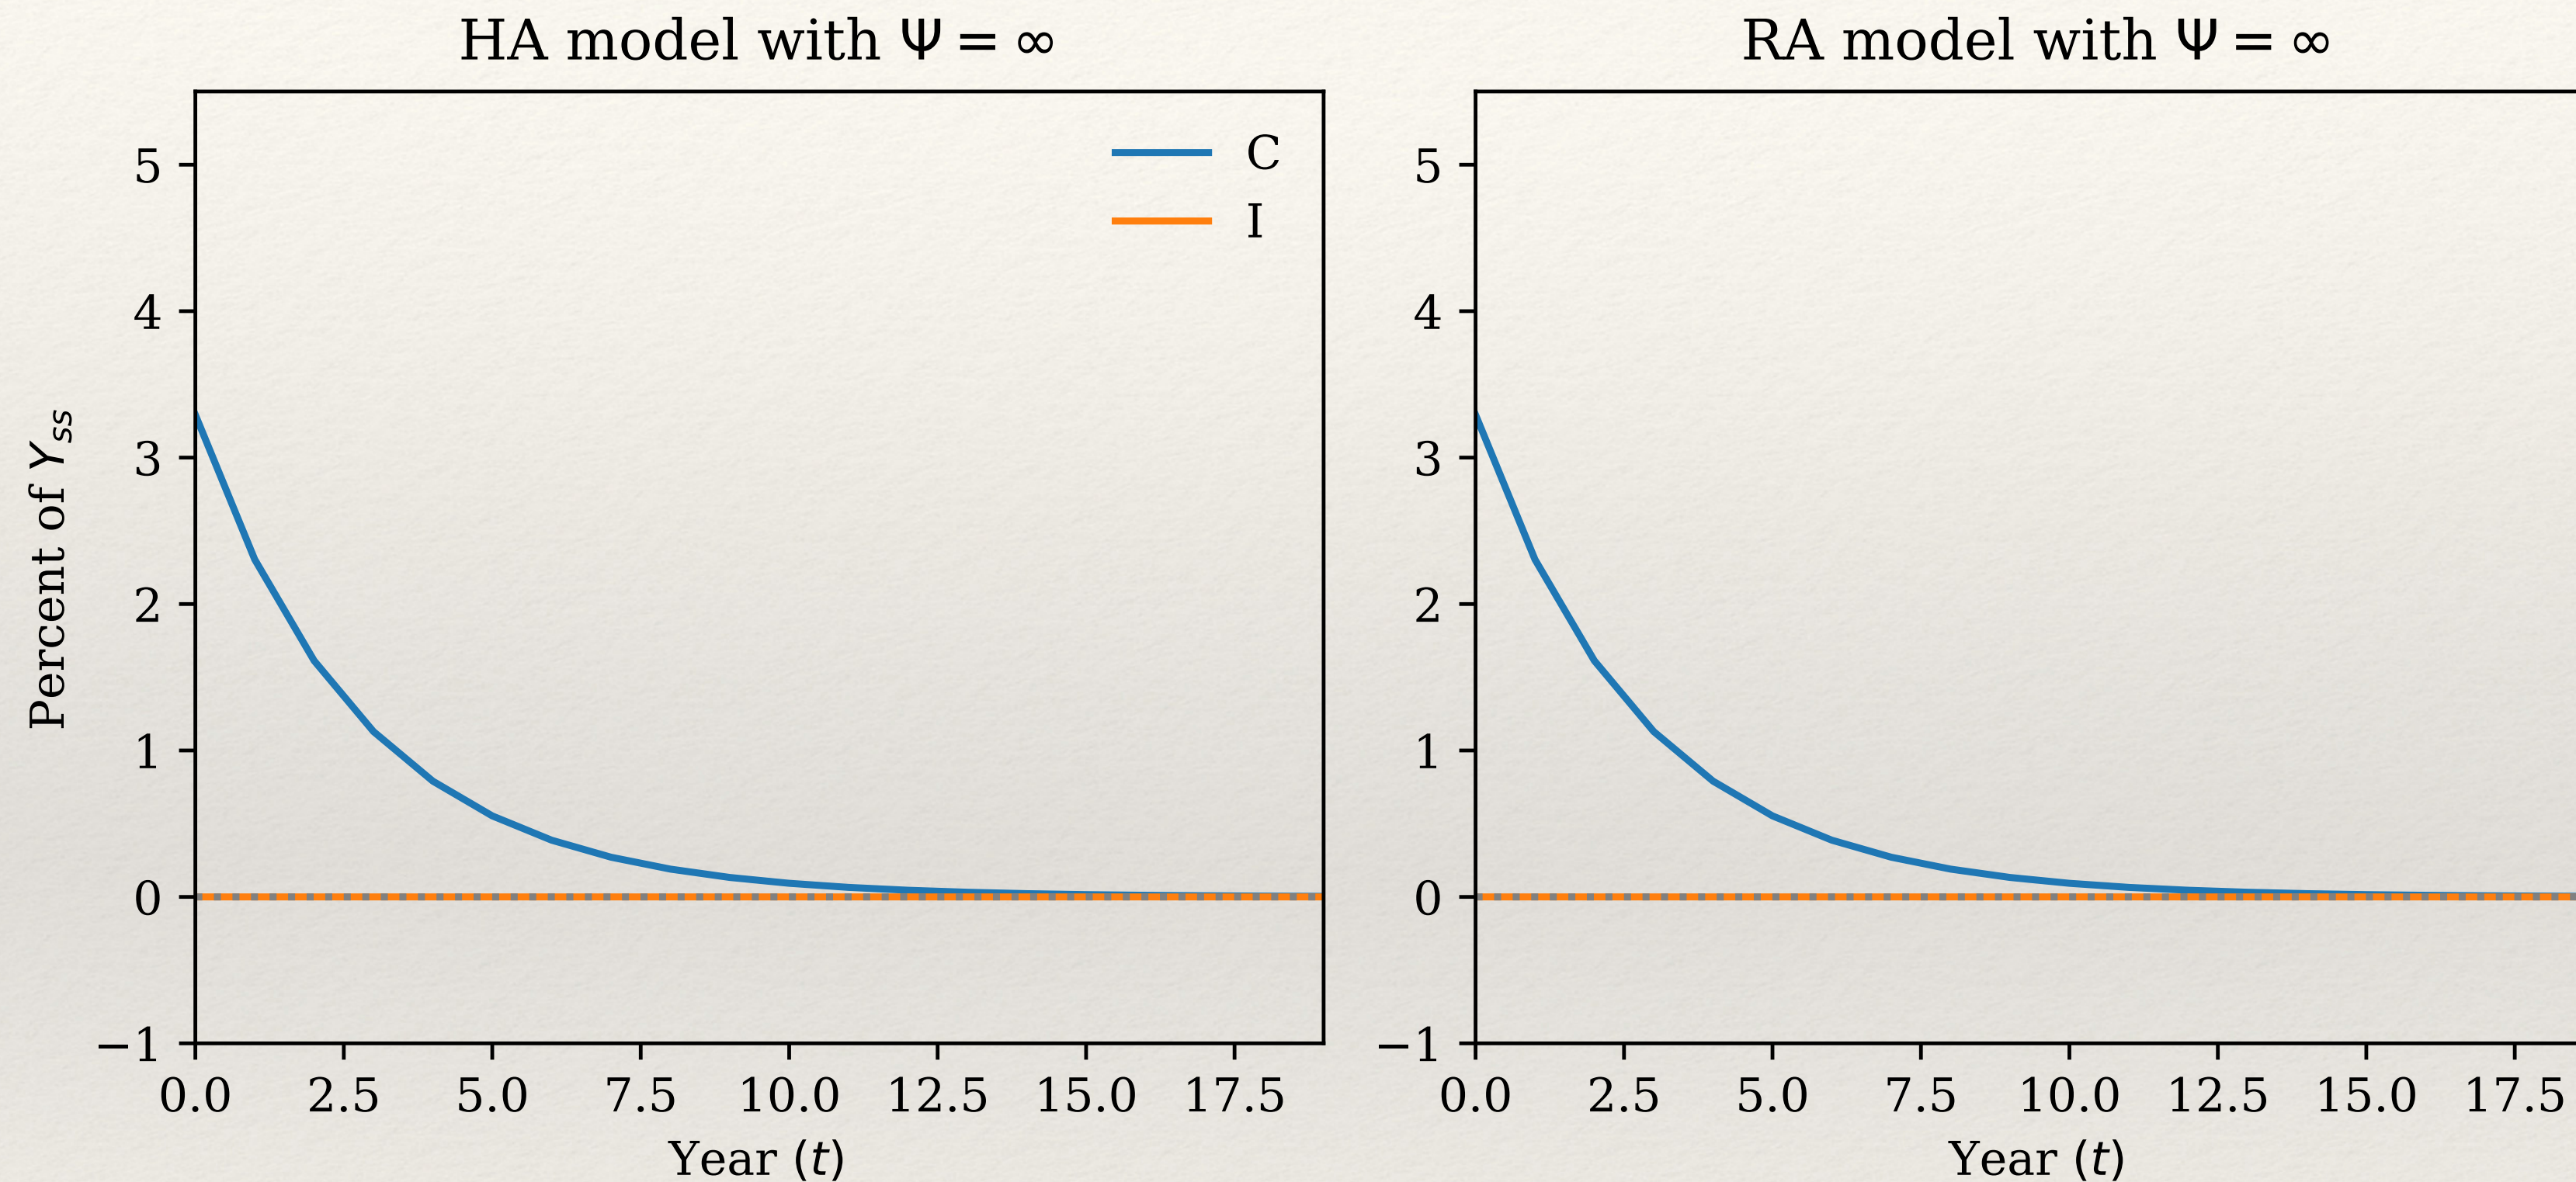 HA model with Ψ = ∞
C
I
5
4
3
2
1
0
−1
Percent of Yss
0.0 2.5 5.0 7.5 10.0 12.5 15.0 17.5
Year (t)
RA model with Ψ = ∞
5
4
3
2
1
0
−1
0.0 2.5 5.0 7.5 10.0 12.5 15.0 17.5
Year (t)